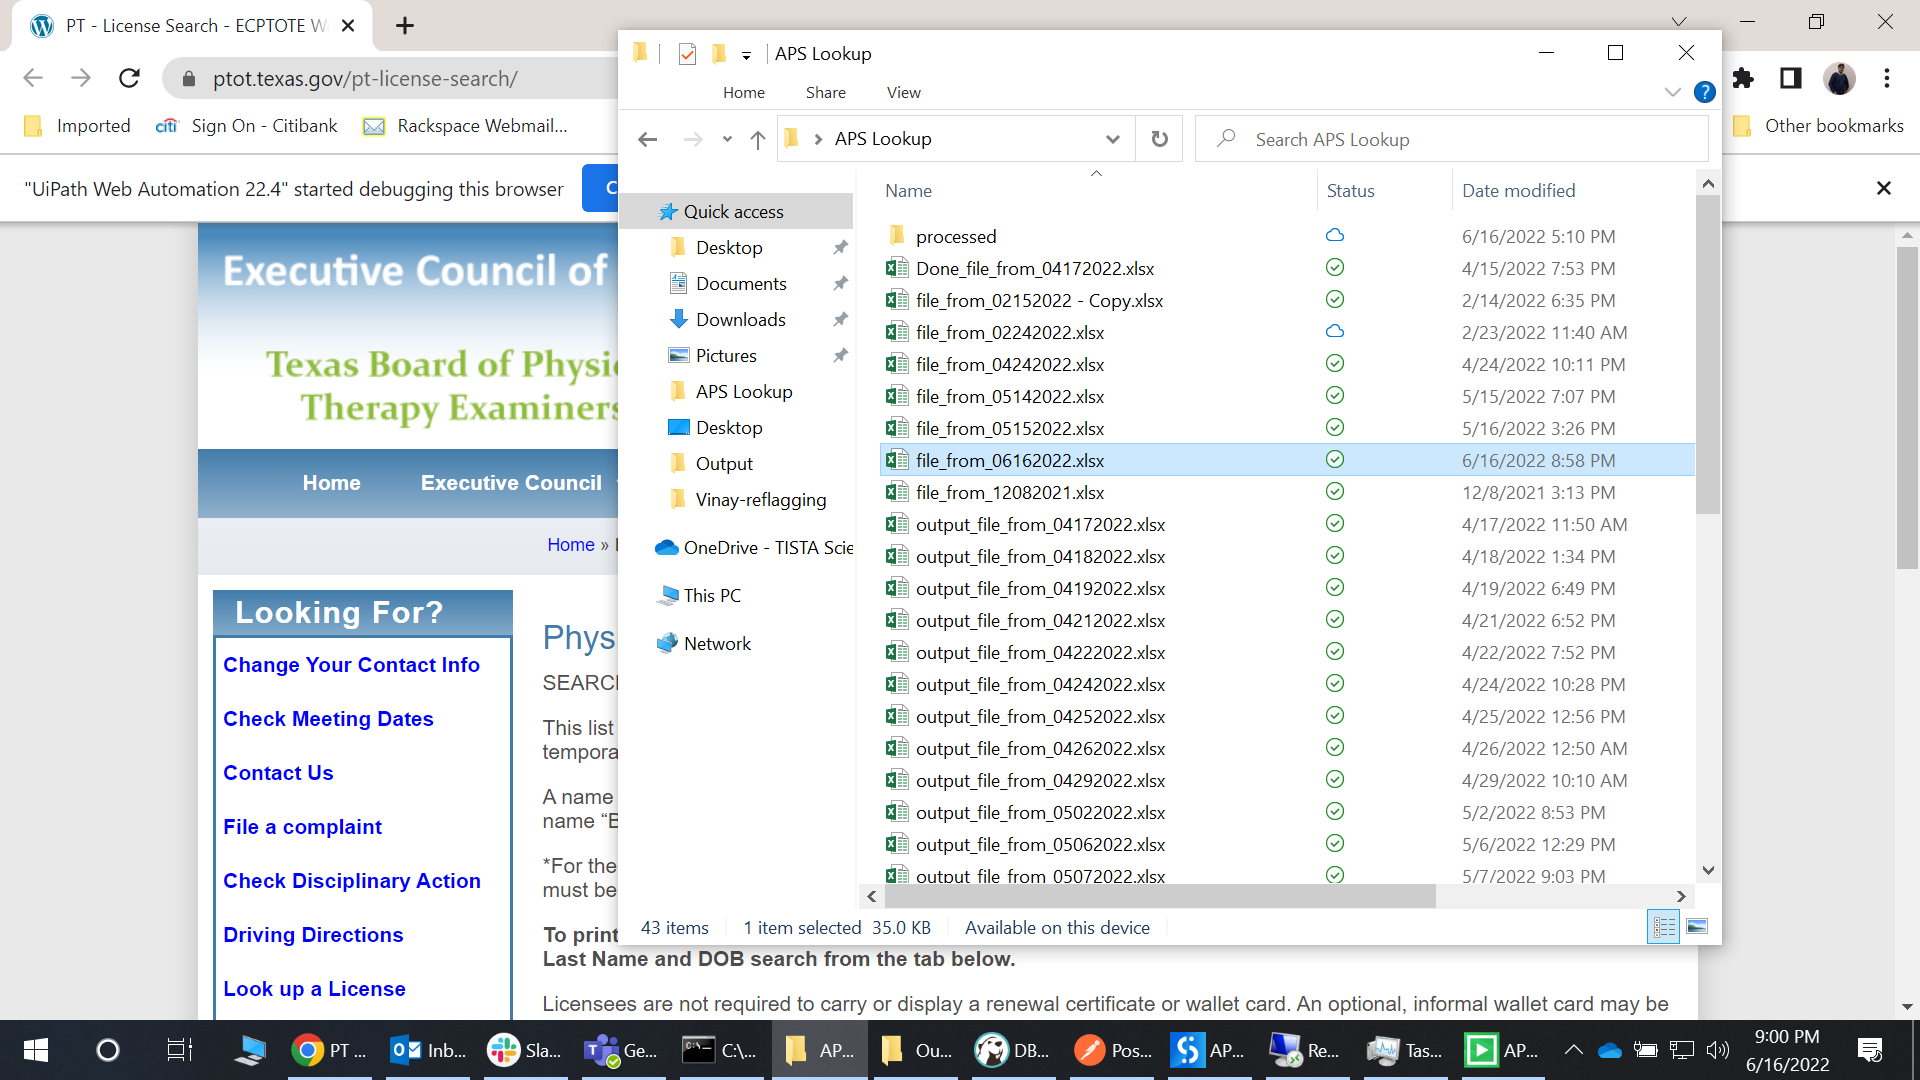 PT - License Search - ECPTOTE W
ptot.texas.gov/pt-license-search/
Imported
citi Sign On - Citibank
Rackspace Webmail...
Other bookmarks
"UiPath Web Automation 22.4" started debugging this browser
C
Executive Council of
Texas Board of Physic
Therapy Examiners
Home
Executive Council
Home »
Looking For?
Change Your Contact Info
Check Meeting Dates
Contact Us
File a complaint
Check Disciplinary Action
Driving Directions
Look up a License
Phys
SEARCH
This list
tempora
A name
name “B
*For the
must be
To print
Last Name and DOB search from the tab below.
Licensees are not required to carry or display a renewal certificate or wallet card. An optional, informal wallet card may be
APS Lookup
Home Share View
?
APS Lookup
Search APS Lookup
Quick access
Desktop
Documents
Downloads
Pictures
APS Lookup
Desktop
Output
Vinay-reflagging
OneDrive - TISTA Scie
This PC
Network
Name Status Date modified
processed 6/16/2022 5:10 PM
Done_file_from_04172022.xlsx 4/15/2022 7:53 PM
file_from_02152022 - Copy.xlsx 2/14/2022 6:35 PM
file_from_02242022.xlsx 2/23/2022 11:40 AM
file_from_04242022.xlsx 4/24/2022 10:11 PM
file_from_05142022.xlsx 5/15/2022 7:07 PM
file_from_05152022.xlsx 5/16/2022 3:26 PM
file_from_06162022.xlsx 6/16/2022 8:58 PM
file_from_12082021.xlsx 12/8/2021 3:13 PM
output_file_from_04172022.xlsx 4/17/2022 11:50 AM
output_file_from_04182022.xlsx 4/18/2022 1:34 PM
output_file_from_04192022.xlsx 4/19/2022 6:49 PM
output_file_from_04212022.xlsx 4/21/2022 6:52 PM
output_file_from_04222022.xlsx 4/22/2022 7:52 PM
output_file_from_04242022.xlsx 4/24/2022 10:28 PM
output_file_from_04252022.xlsx 4/25/2022 12:56 PM
output_file_from_04262022.xlsx 4/26/2022 12:50 AM
output_file_from_04292022.xlsx 4/29/2022 10:10 AM
output_file_from_05022022.xlsx 5/2/2022 8:53 PM
output_file_from_05062022.xlsx 5/6/2022 12:29 PM
output_file_from_05072022.xlsx 5/7/2022 9:03 PM
43 items 1 item selected 35.0 KB Available on this device
PT ... Inb... Sla... Ge... C:\... AP... Ou... DB... Pos... AP... Re... Tas... AP...
9:00 PM
6/16/2022